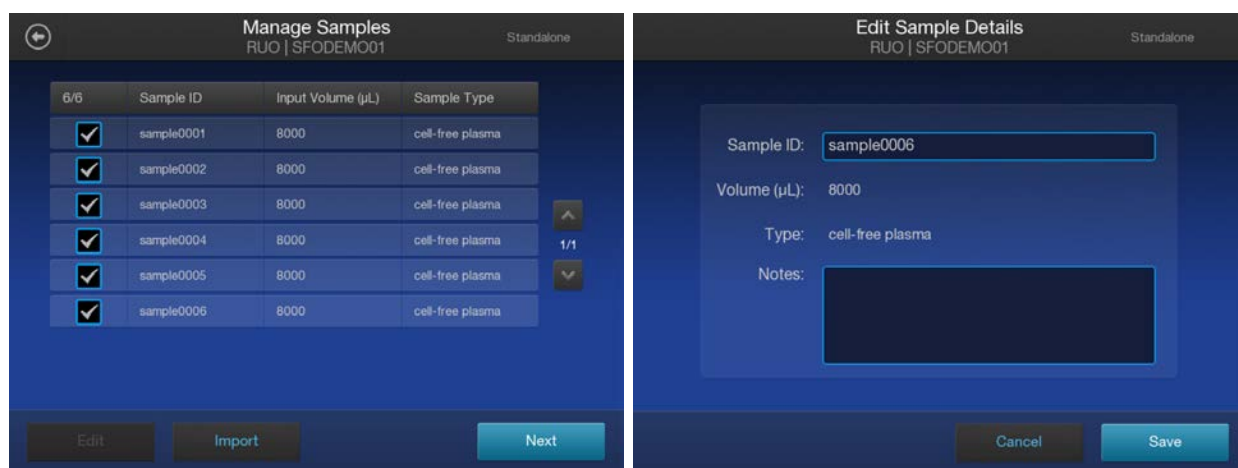 Manage Samples
RUO | SFODEMO01
Standalone
6/6 Sample ID Input Volume (µL) Sample Type
sample0001 8000 cell-free plasma
sample0002 8000 cell-free plasma
sample0003 8000 cell-free plasma
sample0004 8000 cell-free plasma
sample0005 8000 cell-free plasma
sample0006 8000 cell-free plasma
1/1
Edit Import Next
Edit Sample Details
RUO | SFODEMO01
Standalone
Sample ID: sample0006
Volume (µL): 8000
Type: cell-free plasma
Notes:
Cancel Save